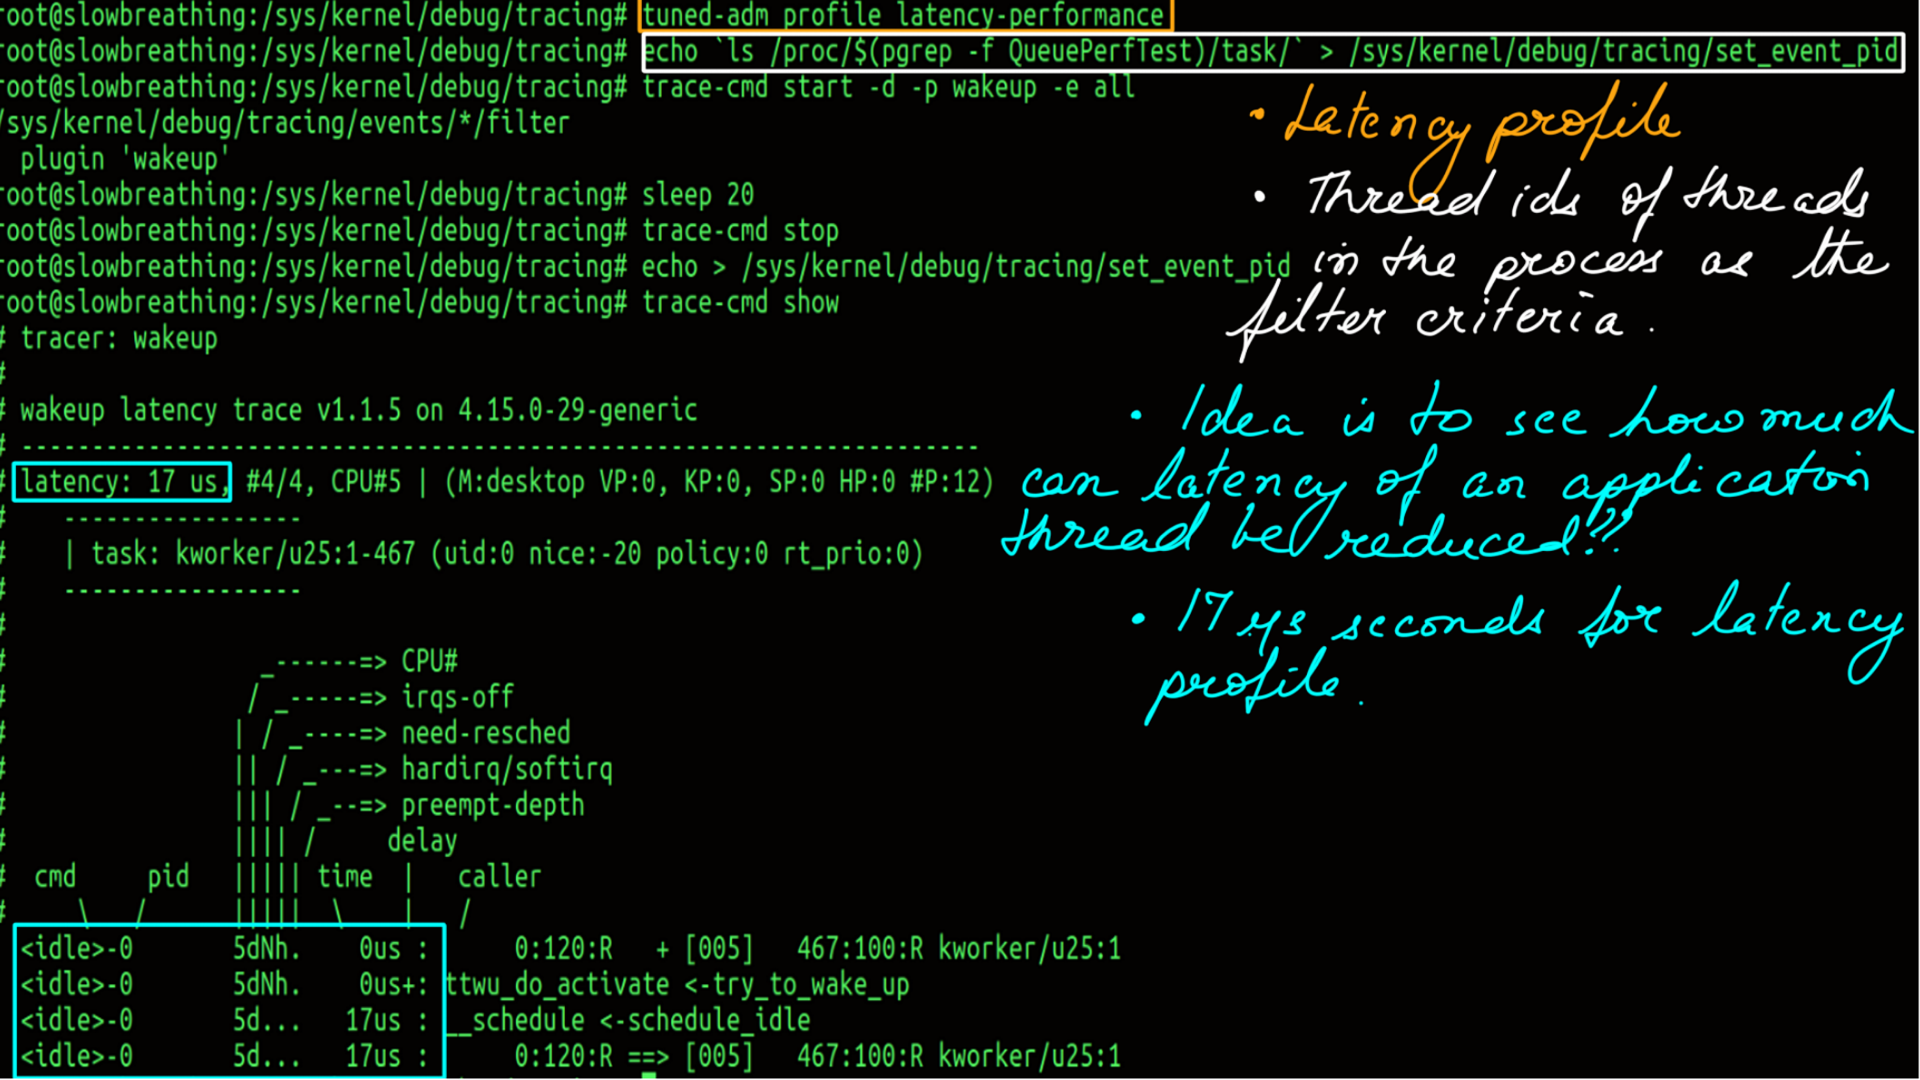 root@slowbreathing:/sys/kernel/debug/tracing# tuned-adm profile latency-performance
root@slowbreathing:/sys/kernel/debug/tracing# echo `ls /proc/$(pgrep -f QueuePerfTest)/task/` > /sys/kernel/debug/tracing/set_event_pid
root@slowbreathing:/sys/kernel/debug/tracing# trace-cmd start -d -p wakeup -e all
/sys/kernel/debug/tracing/events/*/filter
  plugin 'wakeup'
root@slowbreathing:/sys/kernel/debug/tracing# sleep 20
root@slowbreathing:/sys/kernel/debug/tracing# trace-cmd stop
root@slowbreathing:/sys/kernel/debug/tracing# echo > /sys/kernel/debug/tracing/set_event_pid
root@slowbreathing:/sys/kernel/debug/tracing# trace-cmd show
# tracer: wakeup
#
# wakeup latency trace v1.1.5 on 4.15.0-29-generic
# --------------------------------------------------------------------
# latency: 17 us, #4/4, CPU#5 | (M:desktop VP:0, KP:0, SP:0 HP:0 #P:12)
#    -----------------
#    | task: kworker/u25:1-467 (uid:0 nice:-20 policy:0 rt_prio:0)
#    -----------------
#
#                  _------=> CPU#
#                 / _-----=> irqs-off
#                | / _----=> need-resched
#                || / _---=> hardirq/softirq
#                ||| / _--=> preempt-depth
#                |||| /     delay
#  cmd     pid   ||||| time  |   caller
#     \   /      |||||  \    |   /
<idle>-0       5dNh.    0us :      0:120:R   + [005]   467:100:R kworker/u25:1
<idle>-0       5dNh.    0us+: ttwu_do_activate <-try_to_wake_up
<idle>-0       5d...   17us : __schedule <-schedule_idle
<idle>-0       5d...   17us :      0:120:R ==> [005]   467:100:R kworker/u25:1
• Latency profile
• Thread ids of threads
in the process as the
filter criteria.
• Idea is to see how much
can latency of an application
thread be reduced??
• 17 µs seconds for latency
profile.